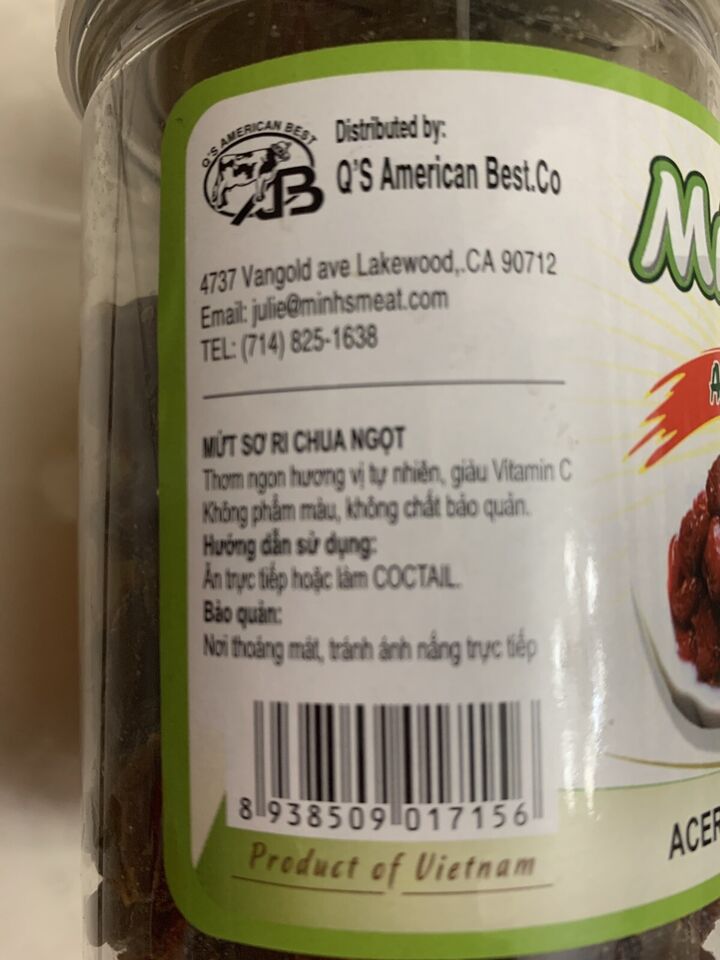 Q'S AMERICAN BEST
AB
Distributed by:
Q'S American Best.Co
4737 Vangold ave Lakewood,.CA 90712
Email: julie@minhsmeat.com
TEL: (714) 825-1638
MỨT SƠ RI CHUA NGỌT
Thơm ngon hương vị tự nhiên, giàu Vitamin C
Không phẩm màu, không chất bảo quản.
Hướng dẫn sử dụng:
Ăn trực tiếp hoặc làm COCTAIL.
Bảo quản:
Nơi thoáng mát, tránh ánh nắng trực tiếp
8 938509 017156
Product of Vietnam